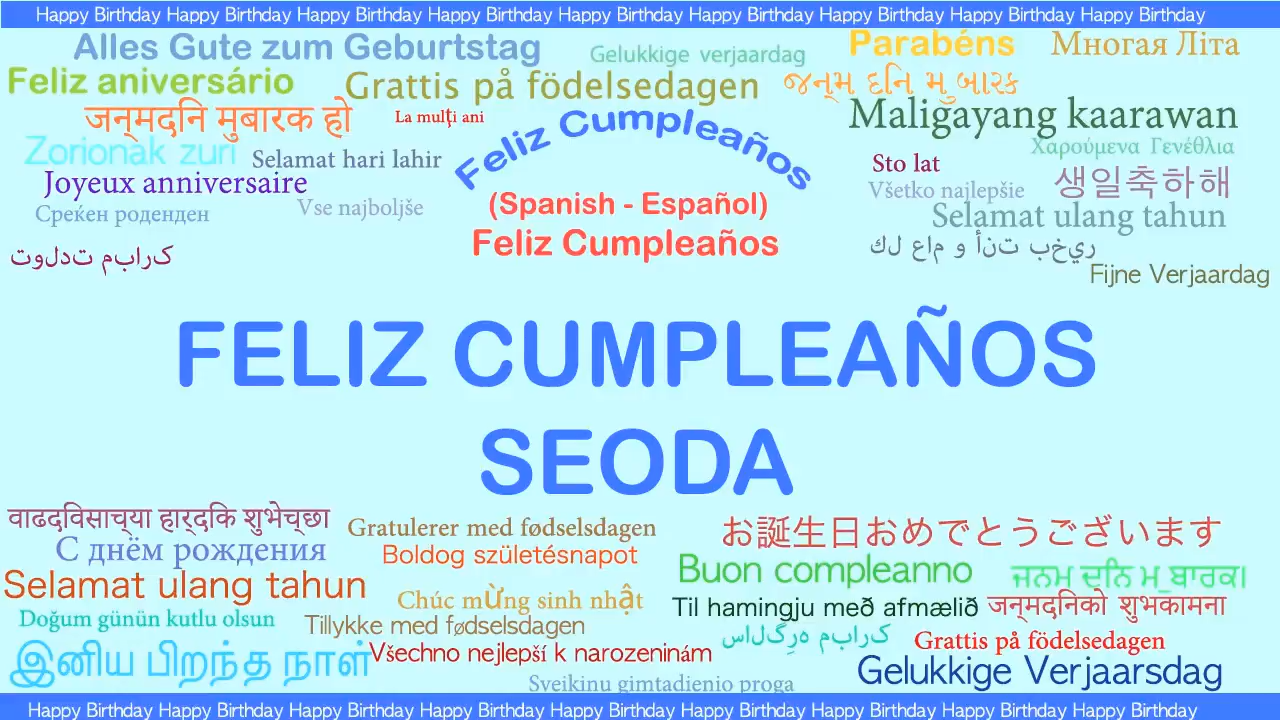 Happy Birthday Happy Birthday Happy Birthday Happy Birthday Happy Birthday Happy Birthday Happy Birthday Happy Birthday Happy Birthday
Alles Gute zum Geburtstag
Gelukkige verjaardag
Parabéns
Многая Літа
Feliz aniversário
Grattis på födelsedagen
જન્મ દિન મુબારક
जन्मदिन मुबारक हो
La mulţi ani
Feliz Cumpleaños
Maligayang kaarawan
Zorionak zuri
Selamat hari lahir
Χαρούμενα Γενέθλια
Sto lat
Joyeux anniversaire
(Spanish - Español)
Všetko najlepšie
생일축하해
Среќен роденден
Vse najboljše
Selamat ulang tahun
Feliz Cumpleaños
تولدت مبارک
كل عام و أنت بخير
Fijne Verjaardag
FELIZ CUMPLEAÑOS
SEODA
वाढदिवसाच्या हार्दिक शुभेच्छा
Gratulerer med fødselsdagen
お誕生日おめでとうございます
С днём рождения
Boldog születésnapot
Buon compleanno
ਜਨਮ ਦਿਨ ਮੁਬਾਰਕ।
Selamat ulang tahun
Chúc mừng sinh nhật
Til hamingju með afmælið
जन्मदिनको शुभकामना
Doğum günün kutlu olsun
Tillykke med fødselsdagen
سالگرہ مبارک
Grattis på födelsedagen
இனிய பிறந்த நாள்
Všechno nejlepší k narozeninám
Gelukkige Verjaarsdag
Sveikinu gimtadienio proga
Happy Birthday Happy Birthday Happy Birthday Happy Birthday Happy Birthday Happy Birthday Happy Birthday Happy Birthday Happy Birthday